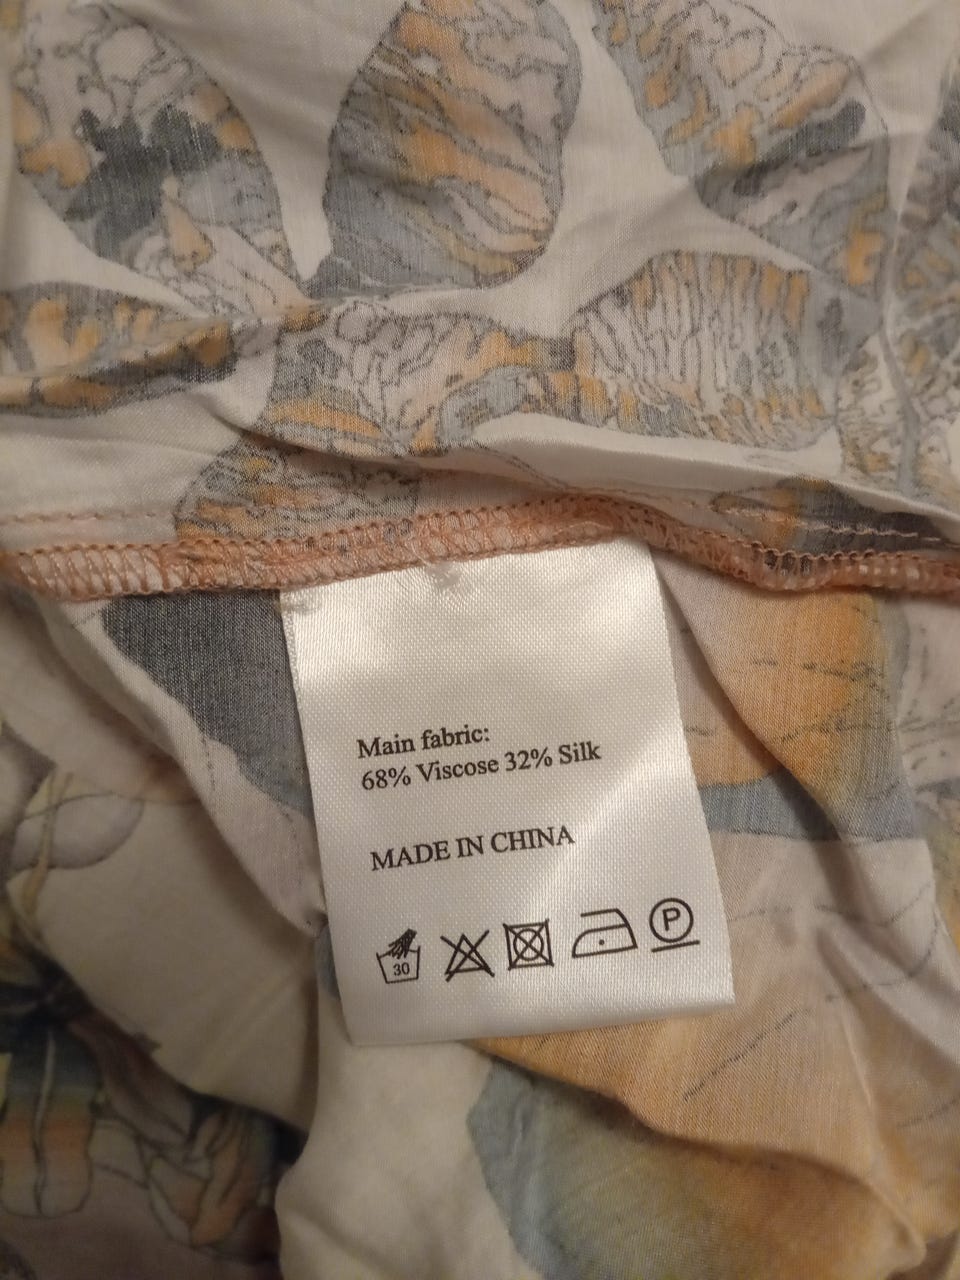 Main fabric:
68% Viscose 32% Silk
MADE IN CHINA
30 P